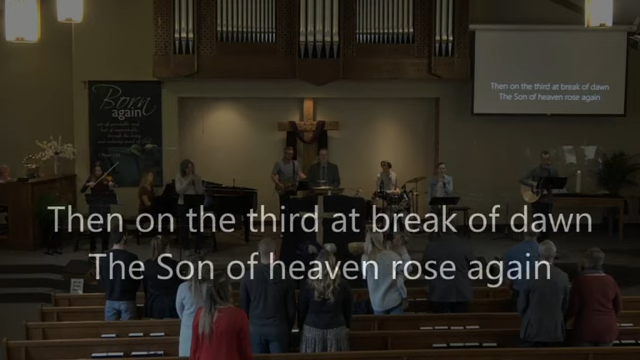 Born
again
Then on the third at break of dawn
The Son of heaven rose again
Then on the third at break of dawn
The Son of heaven rose again